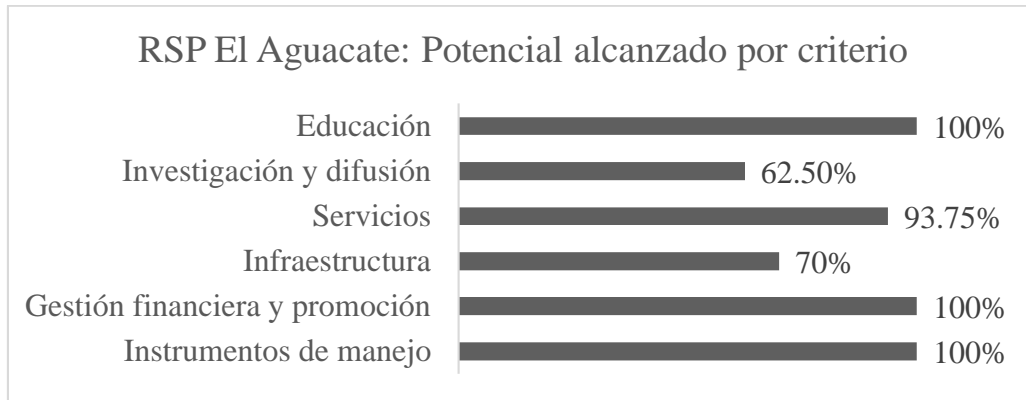 RSP El Aguacate: Potencial alcanzado por criterio
Educación 100%
Investigación y difusión 62.50%
Servicios 93.75%
Infraestructura 70%
Gestión financiera y promoción 100%
Instrumentos de manejo 100%